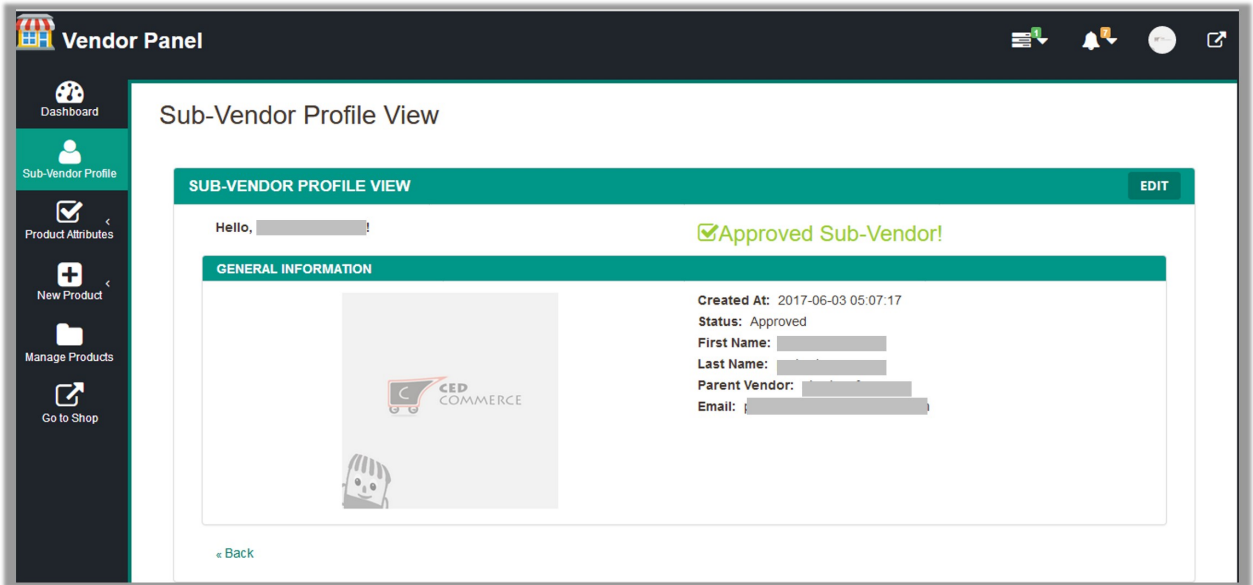 Vendor Panel
1
7
Dashboard
Sub-Vendor Profile
Product Attributes
New Product
Manage Products
Go to Shop
Sub-Vendor Profile View
SUB-VENDOR PROFILE VIEW
EDIT
Hello, !
Approved Sub-Vendor!
GENERAL INFORMATION
C CED
COMMERCE
Created At: 2017-06-03 05:07:17
Status: Approved
First Name:
Last Name:
Parent Vendor:
Email:
« Back